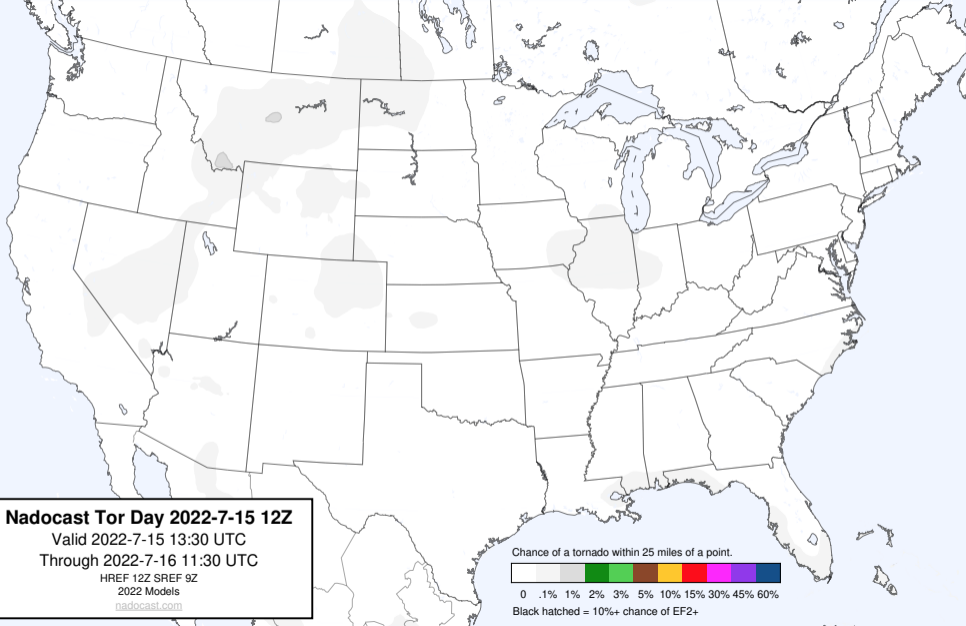 Nadocast Tor Day 2022-7-15 12Z
Valid 2022-7-15 13:30 UTC
Through 2022-7-16 11:30 UTC
HREF 12Z SREF 9Z
2022 Models
nadocast.com
Chance of a tornado within 25 miles of a point.
0 .1% 1% 2% 3% 5% 10% 15% 30% 45% 60%
Black hatched = 10%+ chance of EF2+